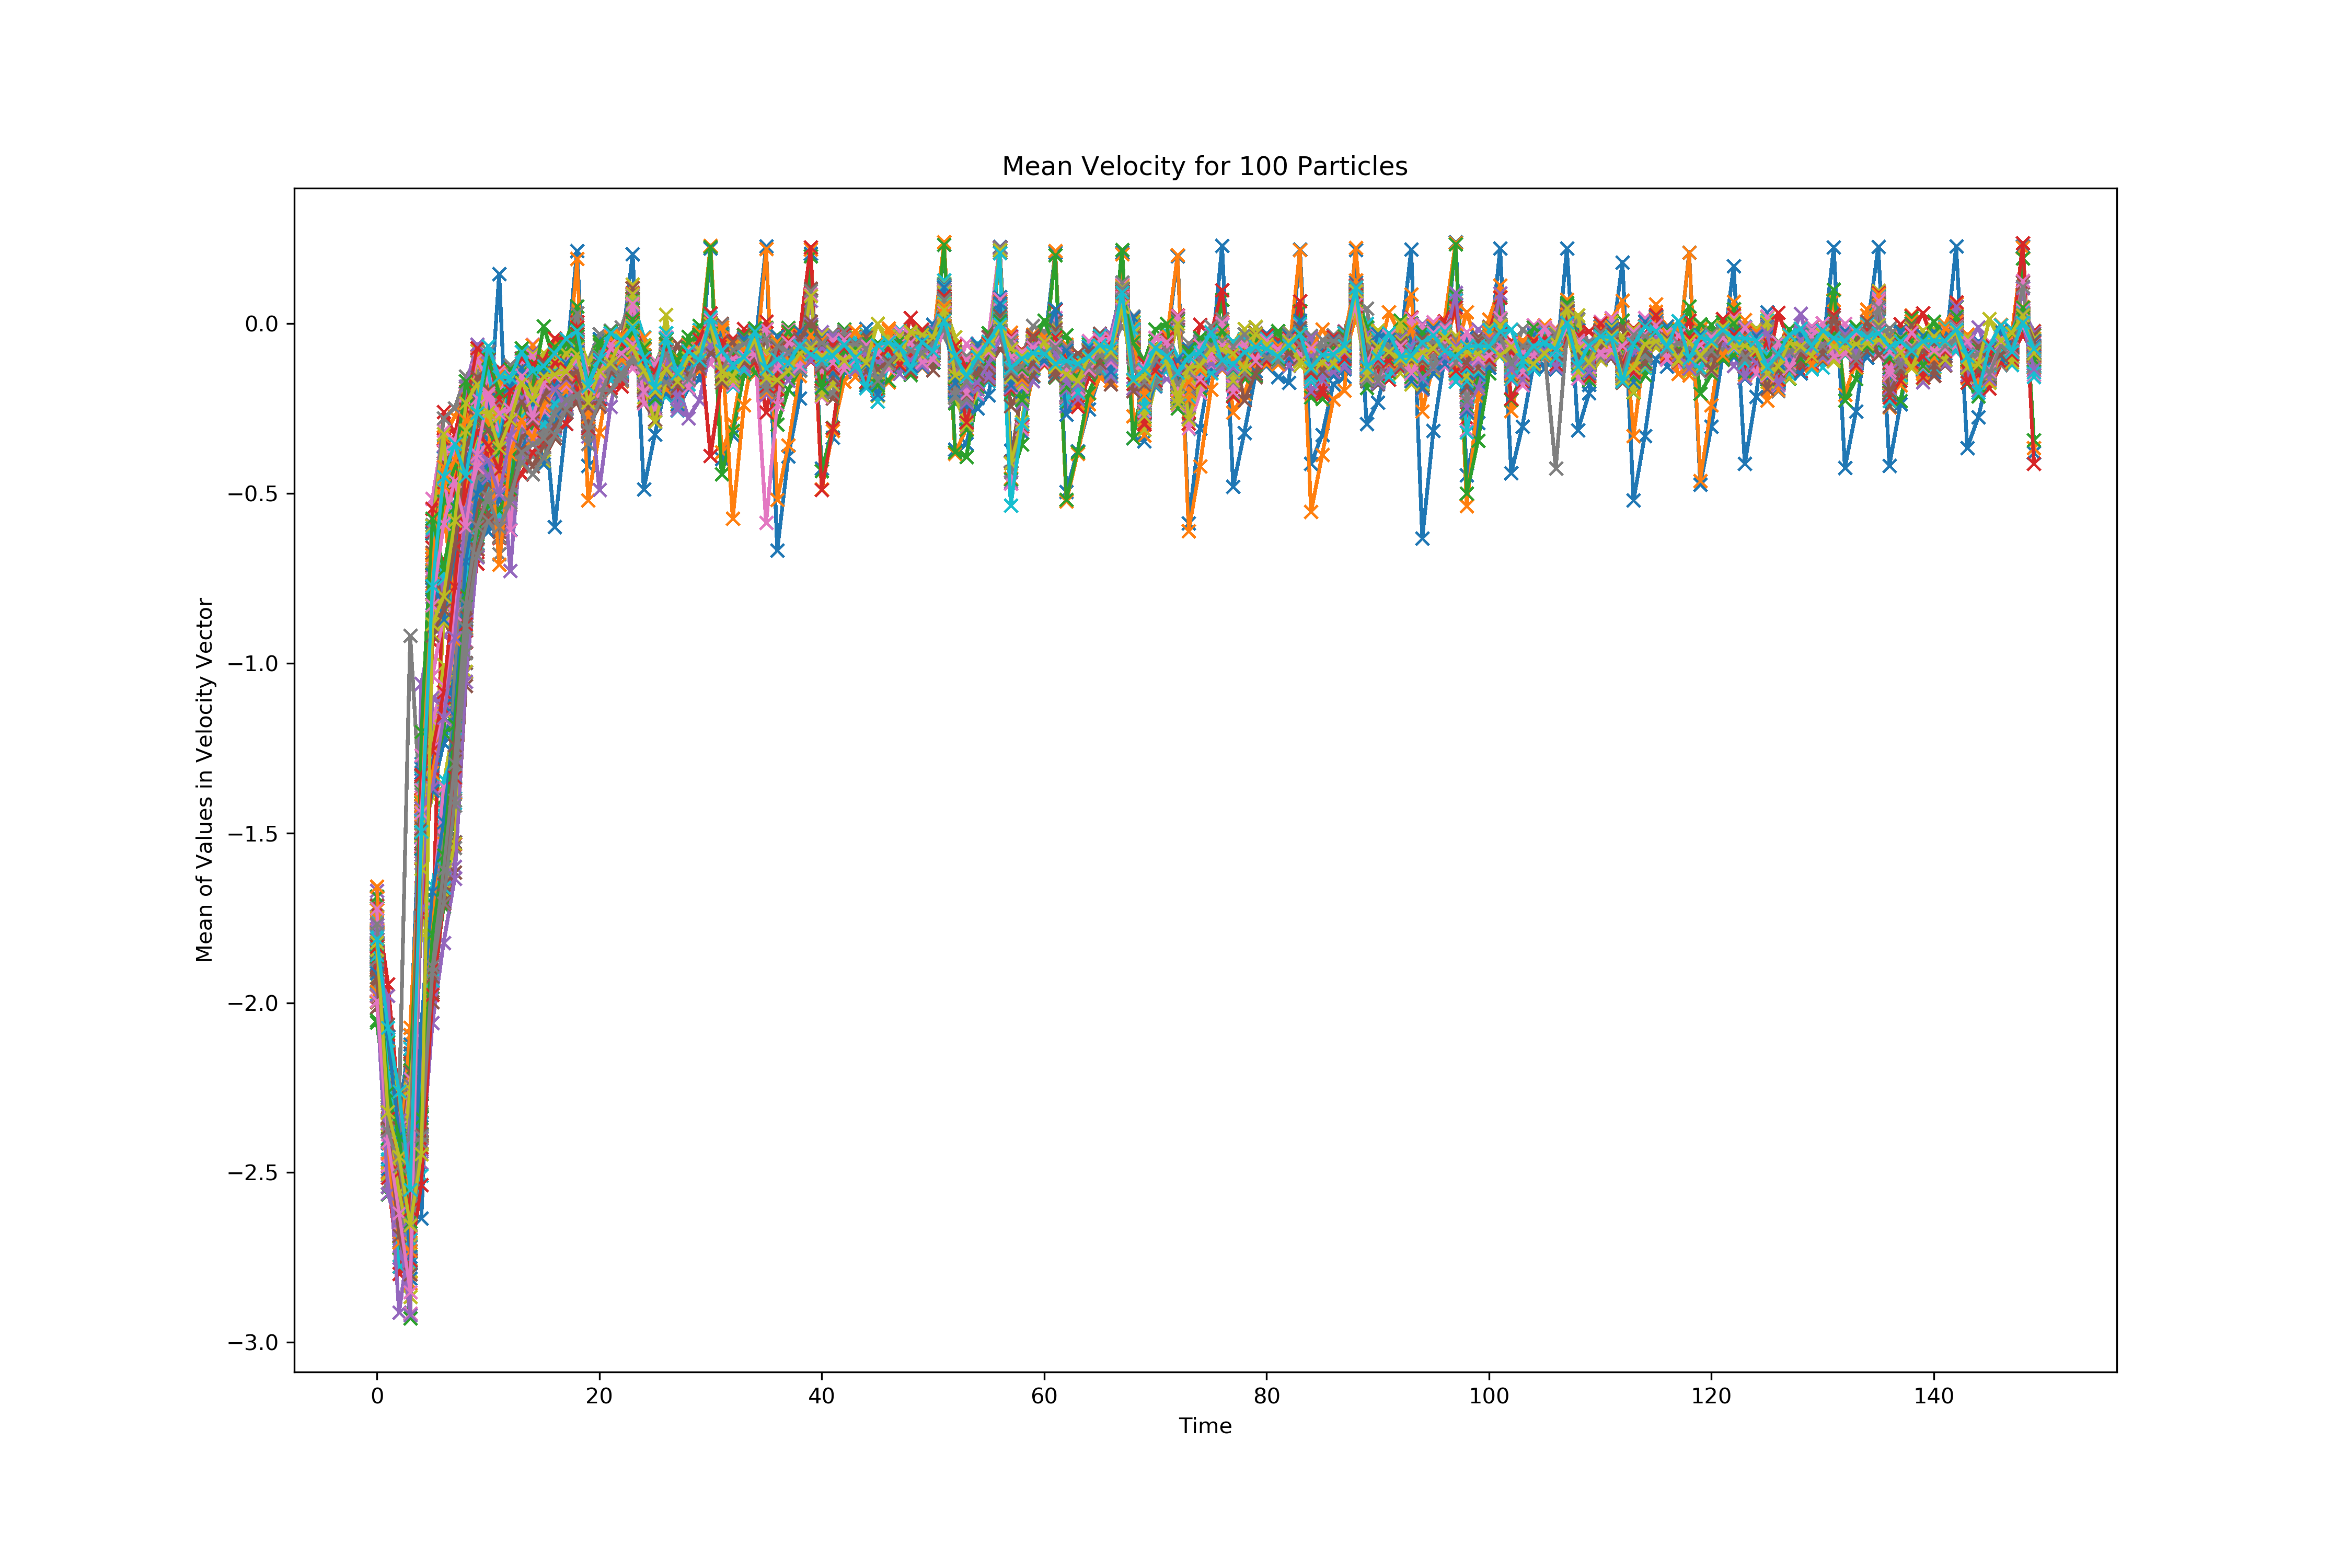 Mean Velocity for 100 Particles
Mean of Values in Velocity Vector
0.0
−0.5
−1.0
−1.5
−2.0
−2.5
−3.0
0 20 40 60 80 100 120 140
Time